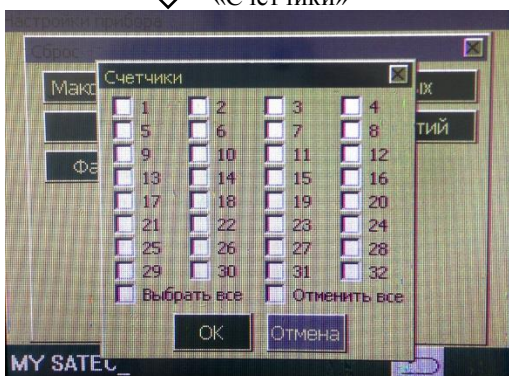 «Счетчики»
Настройки прибора
Сброс
Счетчики
Макс
ых
тий
Фа
1 2 3 4
5 6 7 8
9 10 11 12
13 14 15 16
17 18 19 20
21 22 23 24
25 26 27 28
29 30 31 32
Выбрать все Отменить все
OK Отмена
MY SATEC_